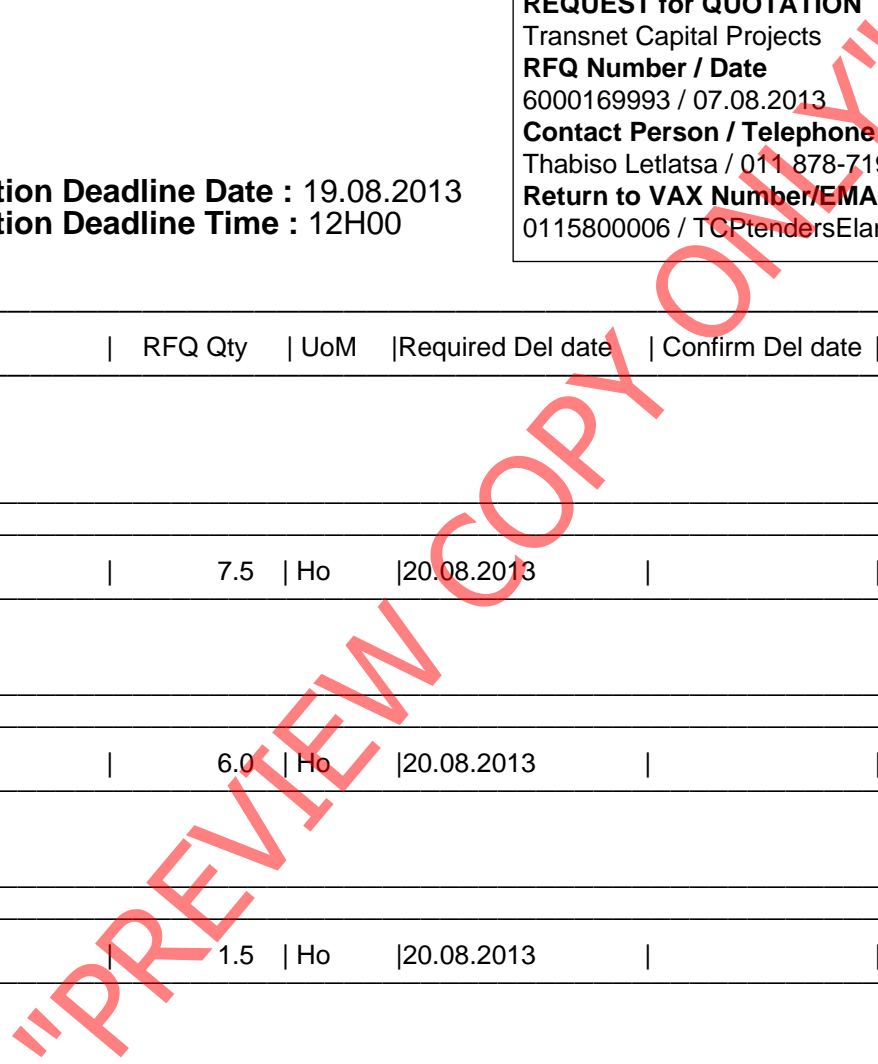 REQUEST for QUOTATION
Transnet Capital Projects
RFQ Number / Date
6000169993 / 07.08.2013
Contact Person / Telephone
Thabiso Letlatsa / 011 878-719
tion Deadline Date : 19.08.2013
Return to VAX Number/EMA
tion Deadline Time : 12H00
0115800006 / TCPtendersElan
| RFQ Qty | UoM |Required Del date | Confirm Del date |
| 7.5 | Ho |20.08.2013 | |
| 6.0 | Ho |20.08.2013 | |
| 1.5 | Ho |20.08.2013 | |
"PREVIEW COPY ONLY"